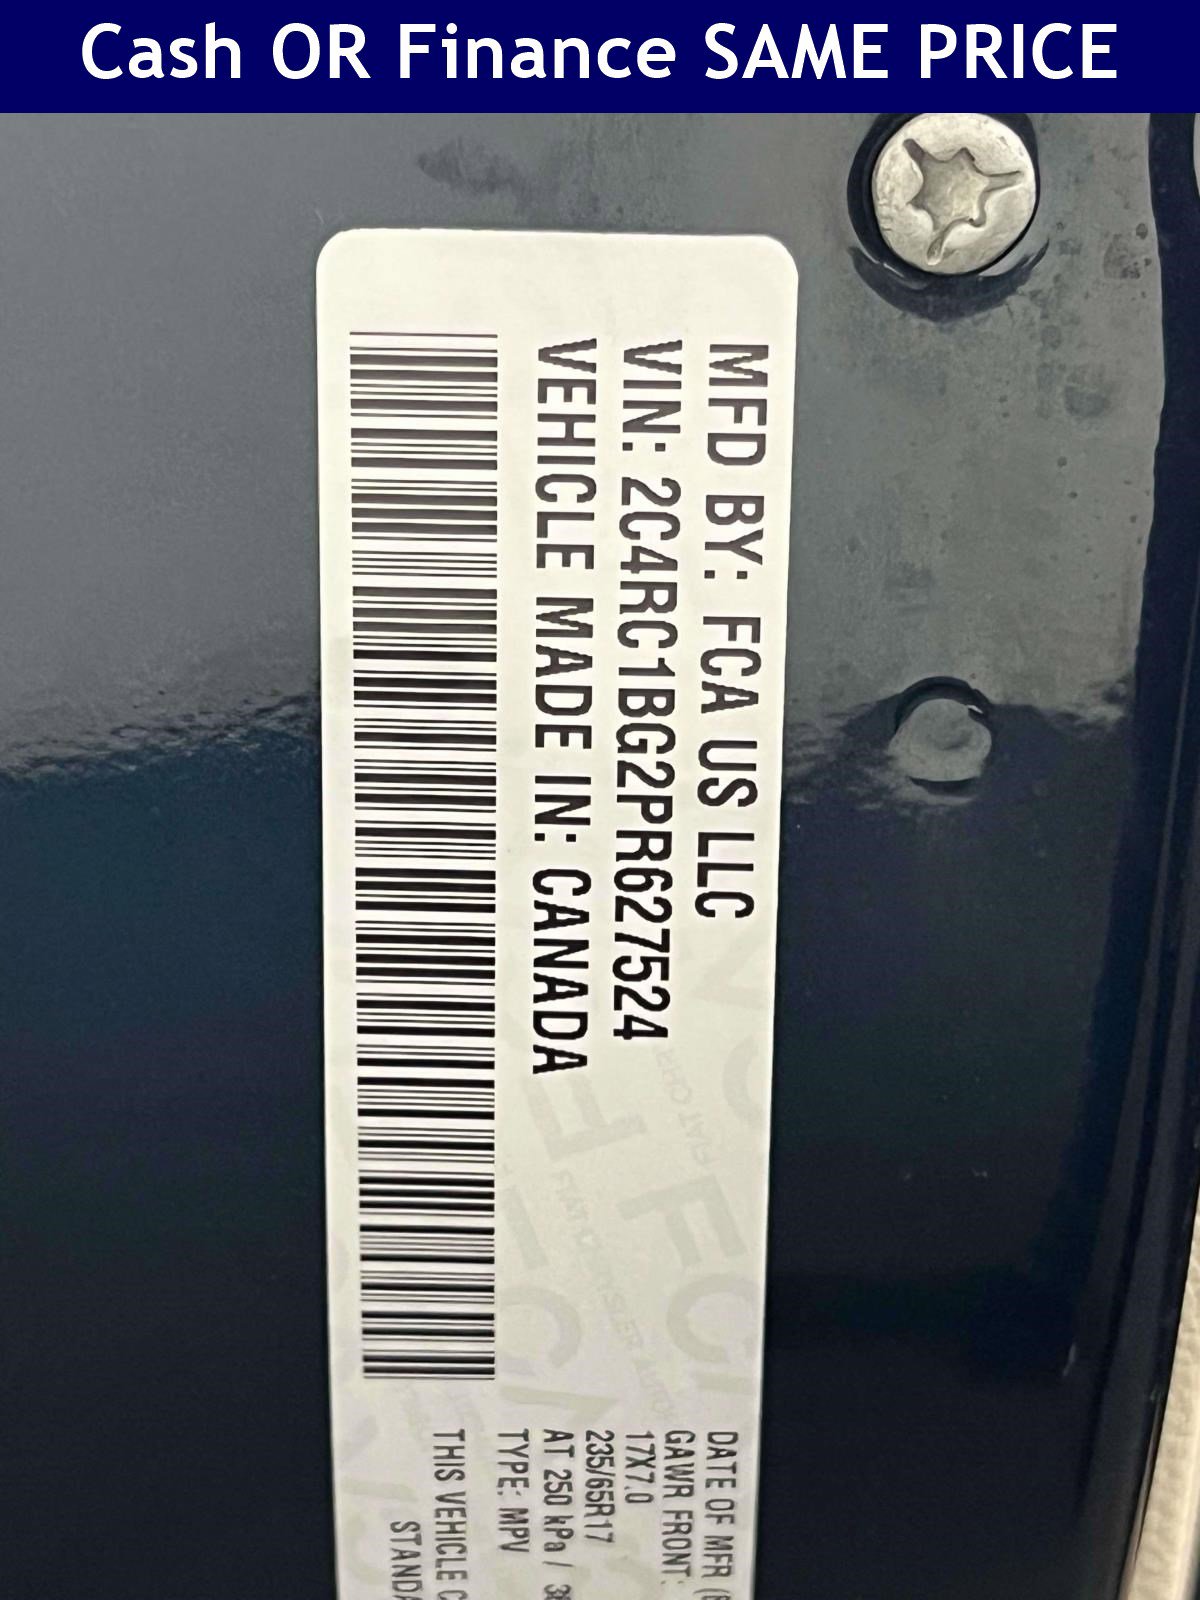 Cash OR Finance SAME PRICE
MFD BY: FCA US LLC
VIN: 2C4RC1BG2PR627524
VEHICLE MADE IN: CANADA
DATE OF MFR
GAWR FRONT:
17X7.0
235/65R17
AT 250 kPa /
TYPE: MPV
THIS VEHICLE